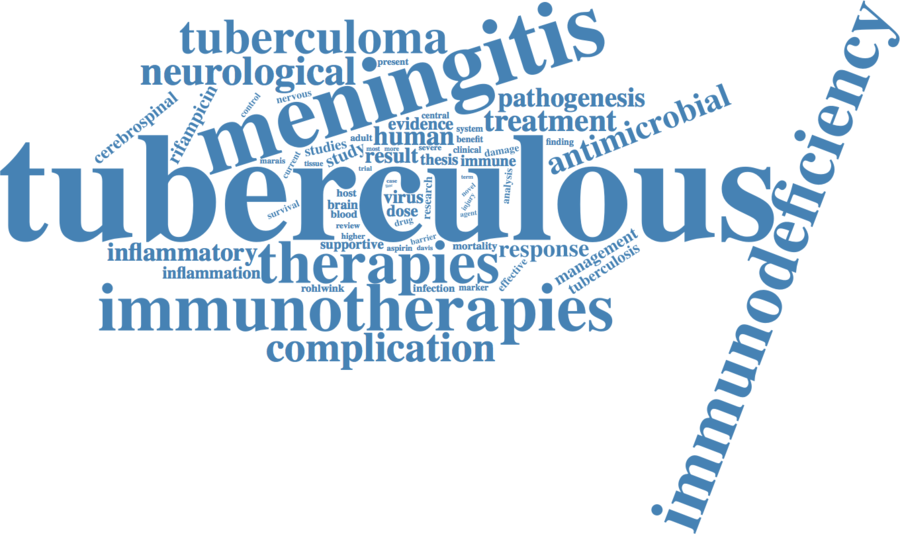 tuberculoma
meningitis
neurological
present
immunodeficiency
cerebrospinal
rifampicin
control
nervous
pathogenesis
antimicrobial
central
evidence
system
treatment
human
adult
benefit
finding
studies
study
most
more
severe
clinical
damage
current
marais
tissue
result
thesis
immune
trial
tuberculous
host
virus
research
term
novel
injury
agent
analysis
brain
dose
blood
drug
survival
review
higher
barrier
supportive
aspirin
davis
mortality
response
inflammatory
therapies
inflammation
effective
management
tuberculosis
rohlwink
infection
marker
immunotherapies
complication